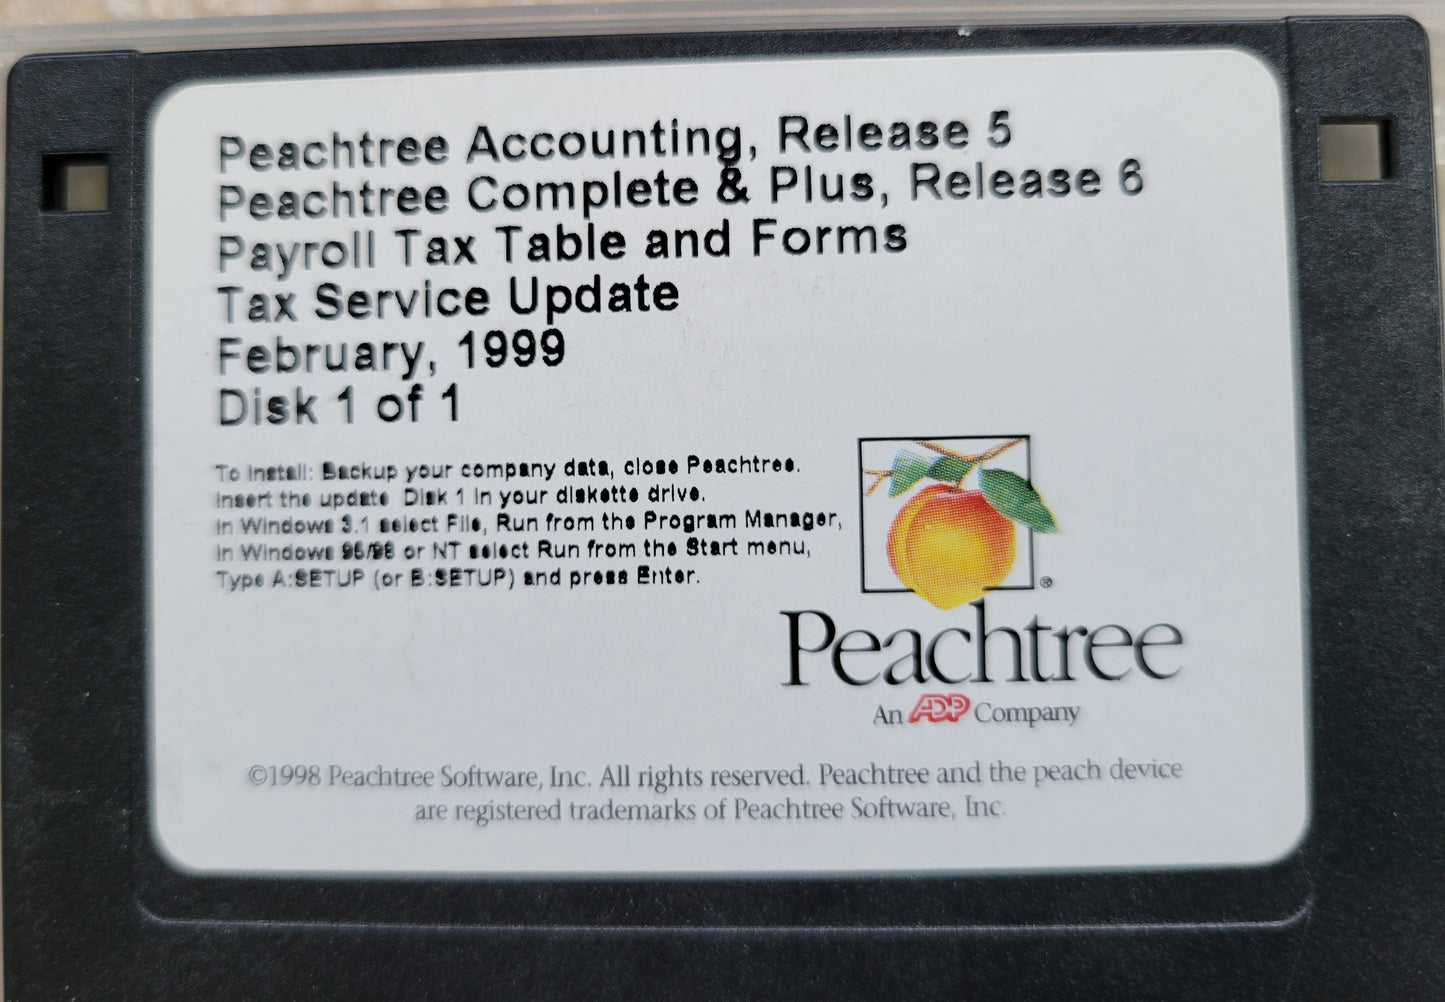 Peachtree Accounting, Release 5
Peachtree Complete & Plus, Release 6
Payroll Tax Table and Forms
Tax Service Update
February, 1999
Disk 1 of 1
To Install: Backup your company data, close Peachtree.
Insert the update Disk 1 in your diskette drive.
In Windows 3.1 select File, Run from the Program Manager,
in Windows 95/98 or NT select Run from the Start menu,
Type A:SETUP (or B:SETUP) and press Enter.
®
Peachtree
An ADP Company
©1998 Peachtree Software, Inc. All rights reserved. Peachtree and the peach device
are registered trademarks of Peachtree Software, Inc.